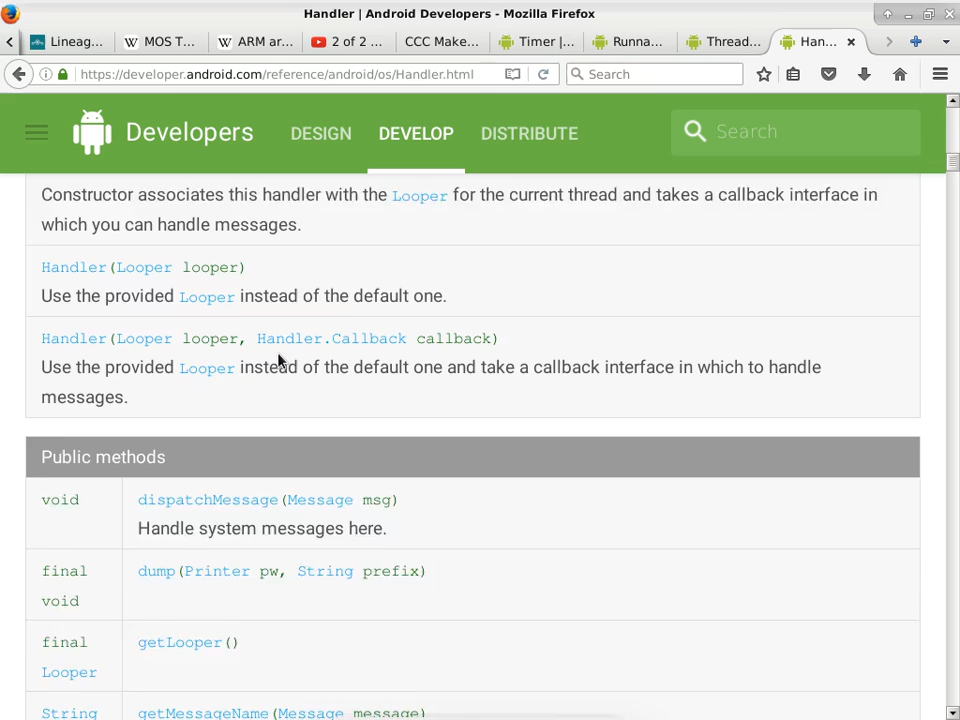 Handler | Android Developers - Mozilla Firefox
Lineag... MOS T... ARM ar... 2 of 2 ... CCC Make... Timer |... Runna... Thread... Han...
https://developer.android.com/reference/android/os/Handler.html Search
Developers DESIGN DEVELOP DISTRIBUTE Search
Constructor associates this handler with the Looper for the current thread and takes a callback interface in
which you can handle messages.
Handler(Looper looper)
Use the provided Looper instead of the default one.
Handler(Looper looper, Handler.Callback callback)
Use the provided Looper instead of the default one and take a callback interface in which to handle
messages.
Public methods
void dispatchMessage(Message msg)
Handle system messages here.
final dump(Printer pw, String prefix)
void
final getLooper()
Looper
String getMessageName(Message message)